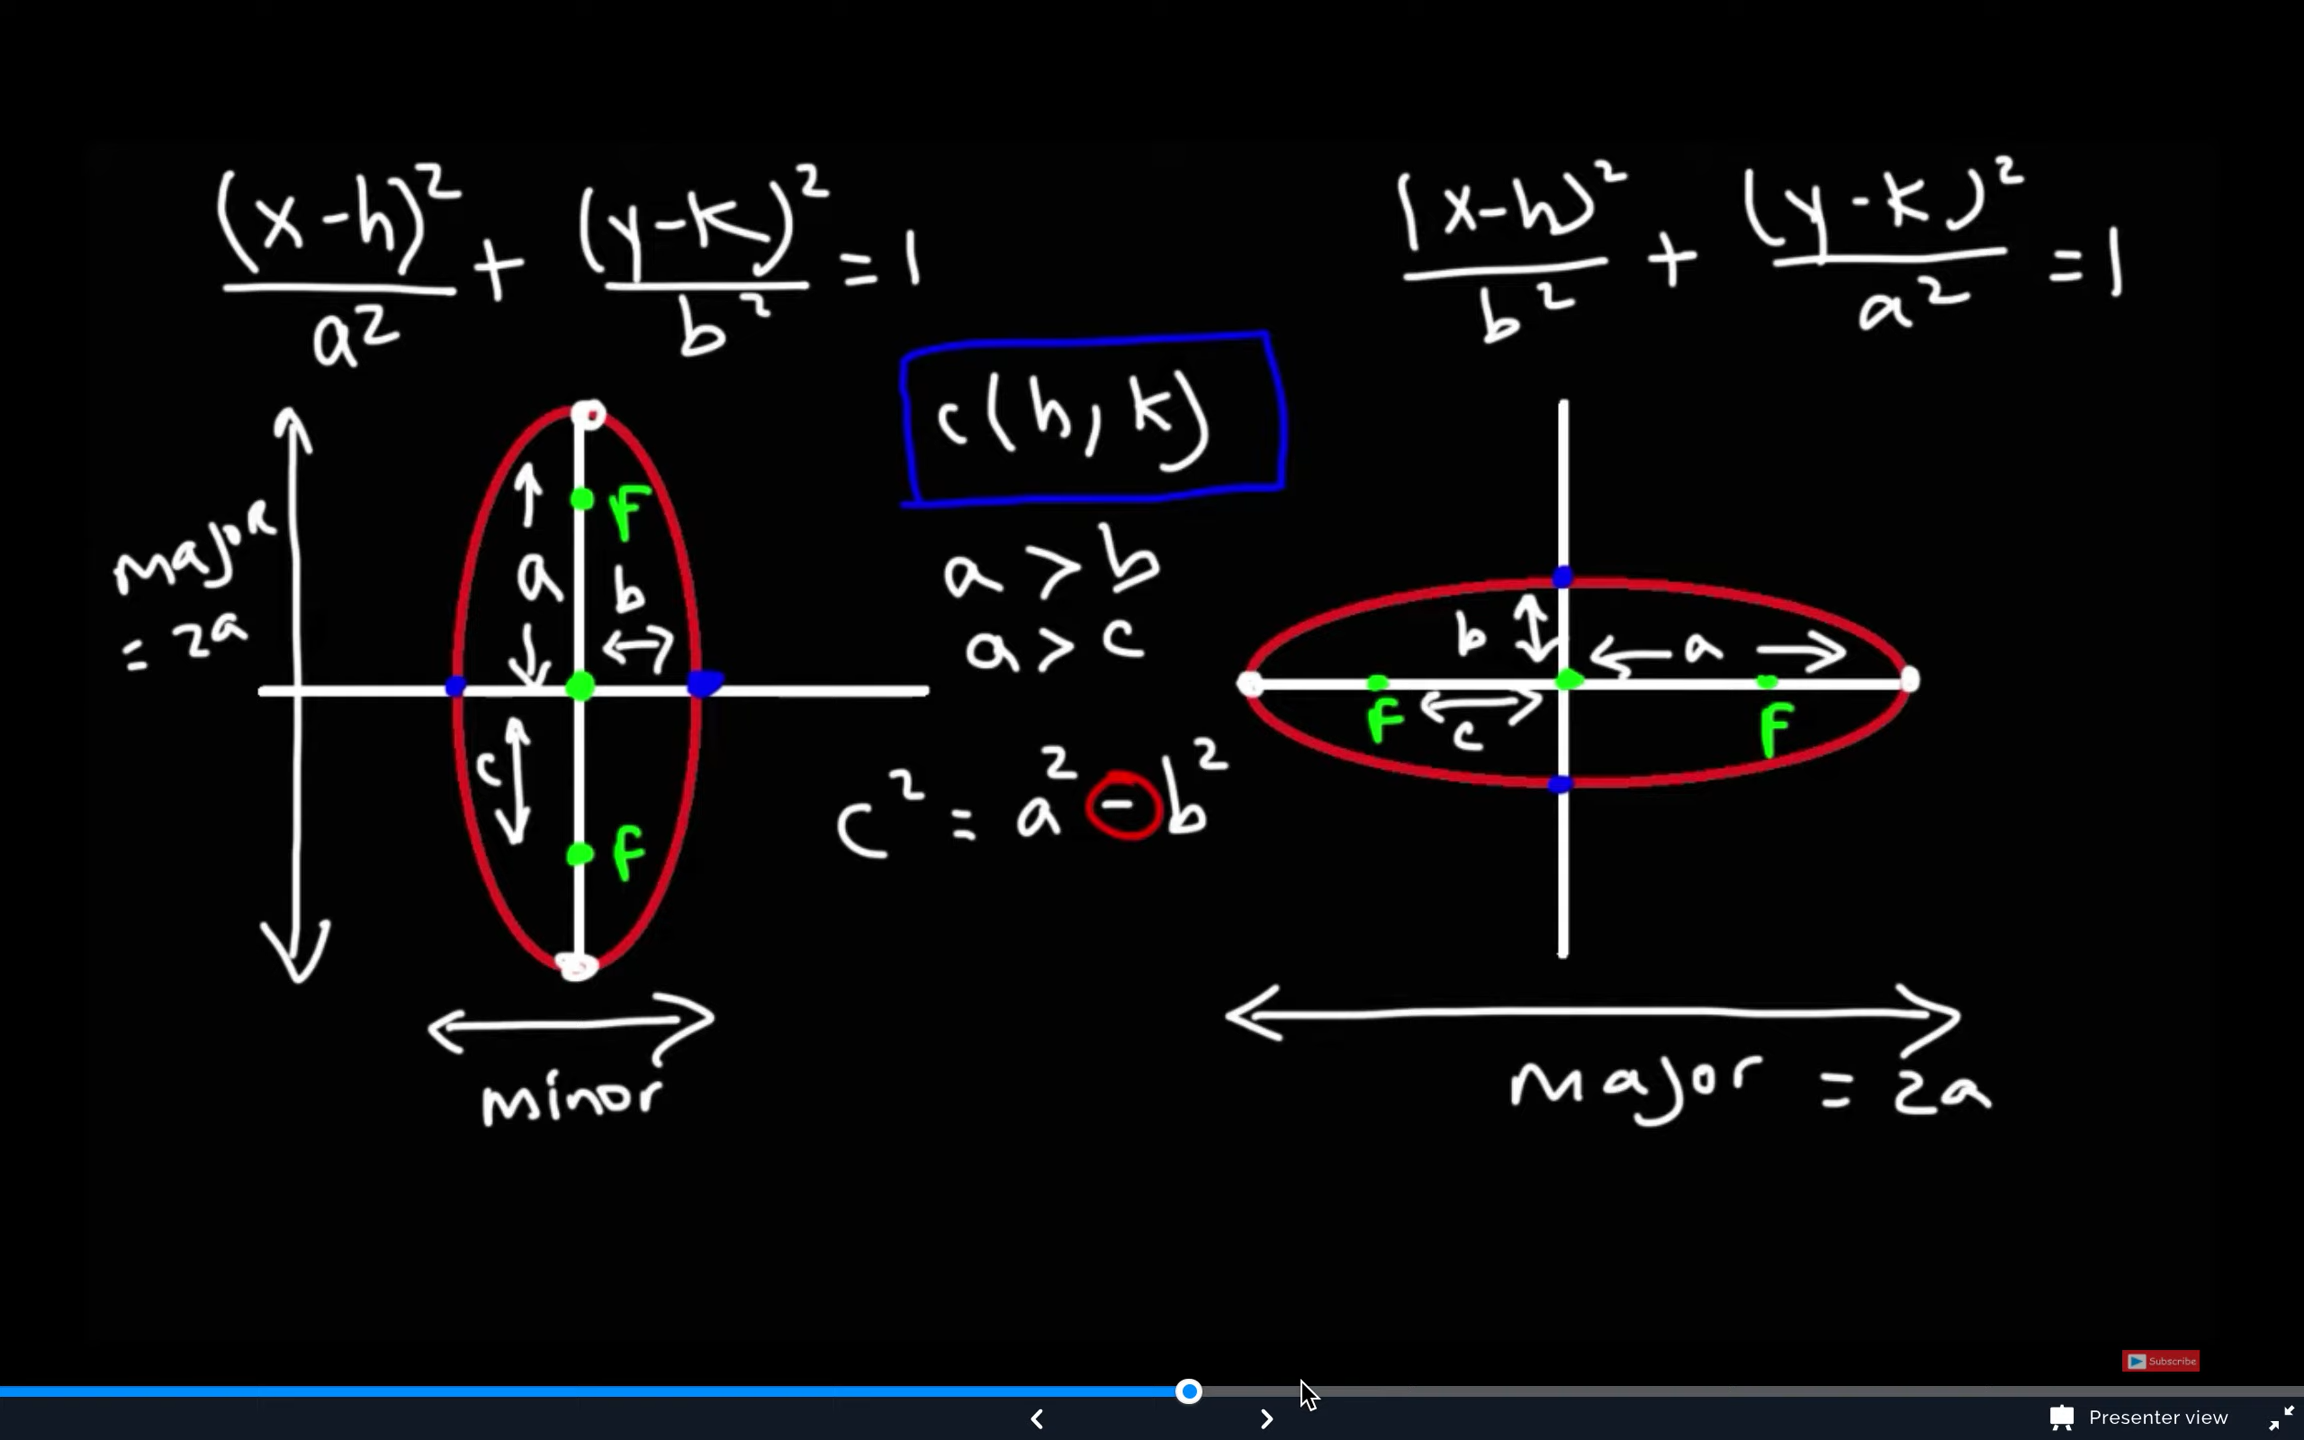 (x-h)²/a² + (y-k)²/b² = 1
(x-h)²/b² + (y-k)²/a² = 1
c(h, k)
a > b
a > c
c² = a² - b²
major
= 2a
a
b
c
F
F
minor
b
a
c
F
F
major = 2a
Subscribe
Presenter view